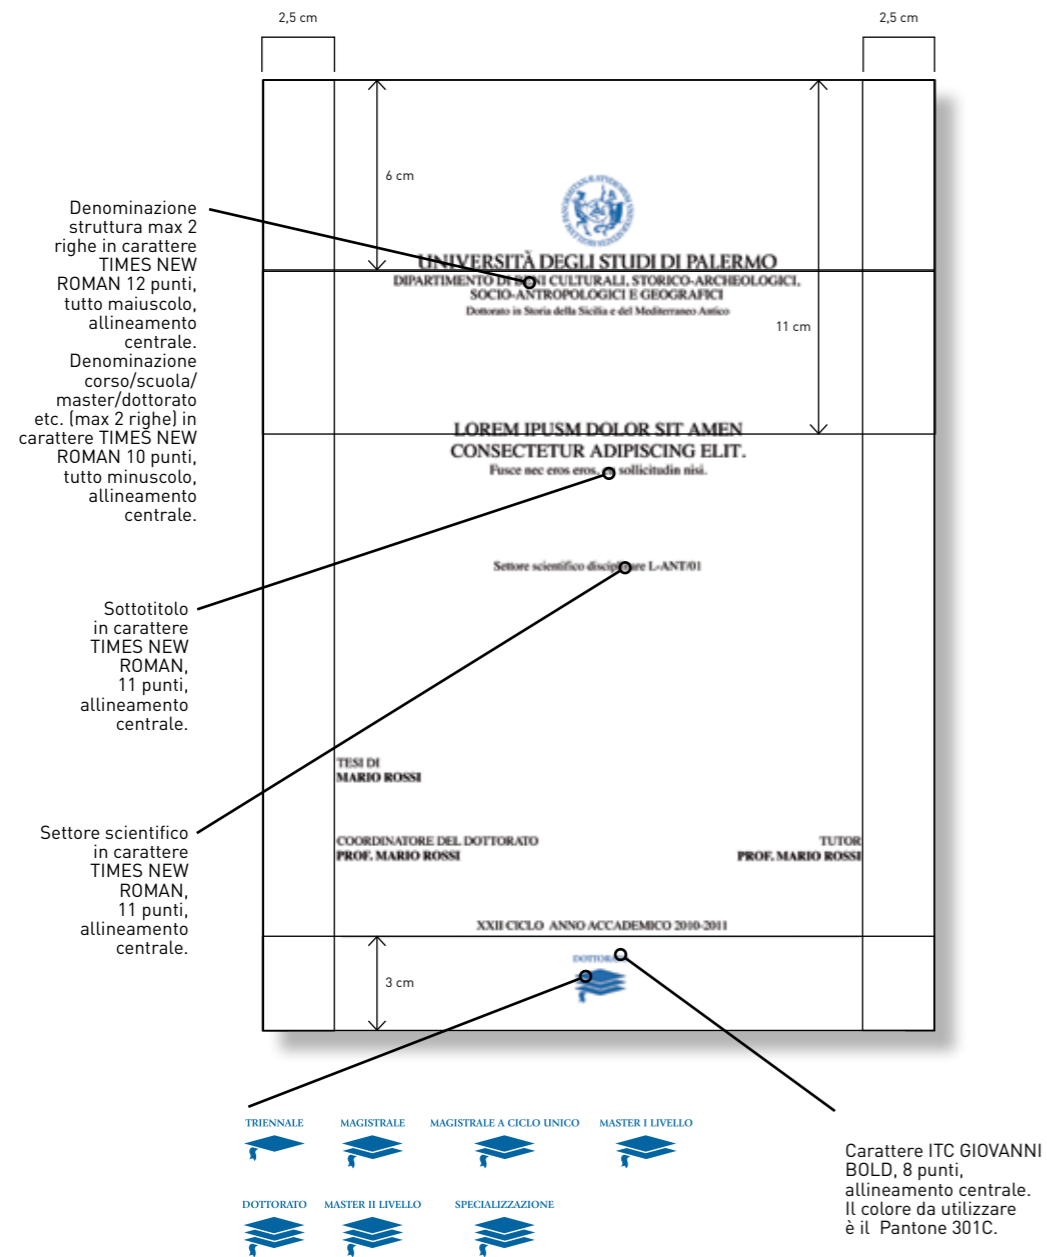 2,5 cm
2,5 cm
6 cm
UNIVERSITÀ DEGLI STUDI DI PALERMO
DIPARTIMENTO DI BENI CULTURALI, STORICO-ARCHEOLOGICI,
SOCIO-ANTROPOLOGICI E GEOGRAFICI
Dottorato in Storia della Sicilia e del Mediterraneo Antico
11 cm
Denominazione
struttura max 2
righe in carattere
TIMES NEW
ROMAN 12 punti,
tutto maiuscolo,
allineamento
centrale.
Denominazione
corso/scuola/
master/dottorato
etc. (max 2 righe) in
carattere TIMES NEW
ROMAN 10 punti,
tutto minuscolo,
allineamento
centrale.
LOREM IPUSM DOLOR SIT AMEN
CONSECTETUR ADIPISCING ELIT.
Fusce nec eros eros, sollicitudin nisi.
Settore scientifico disciplinare L-ANT/01
Sottotitolo
in carattere
TIMES NEW
ROMAN,
11 punti,
allineamento
centrale.
TESI DI
MARIO ROSSI
Settore scientifico
in carattere
TIMES NEW
ROMAN,
11 punti,
allineamento
centrale.
COORDINATORE DEL DOTTORATO
PROF. MARIO ROSSI
TUTOR
PROF. MARIO ROSSI
XXII CICLO ANNO ACCADEMICO 2010-2011
DOTTORATO
3 cm
TRIENNALE
MAGISTRALE
MAGISTRALE A CICLO UNICO
MASTER I LIVELLO
DOTTORATO
MASTER II LIVELLO
SPECIALIZZAZIONE
Carattere ITC GIOVANNI
BOLD, 8 punti,
allineamento centrale.
Il colore da utilizzare
è il Pantone 301C.